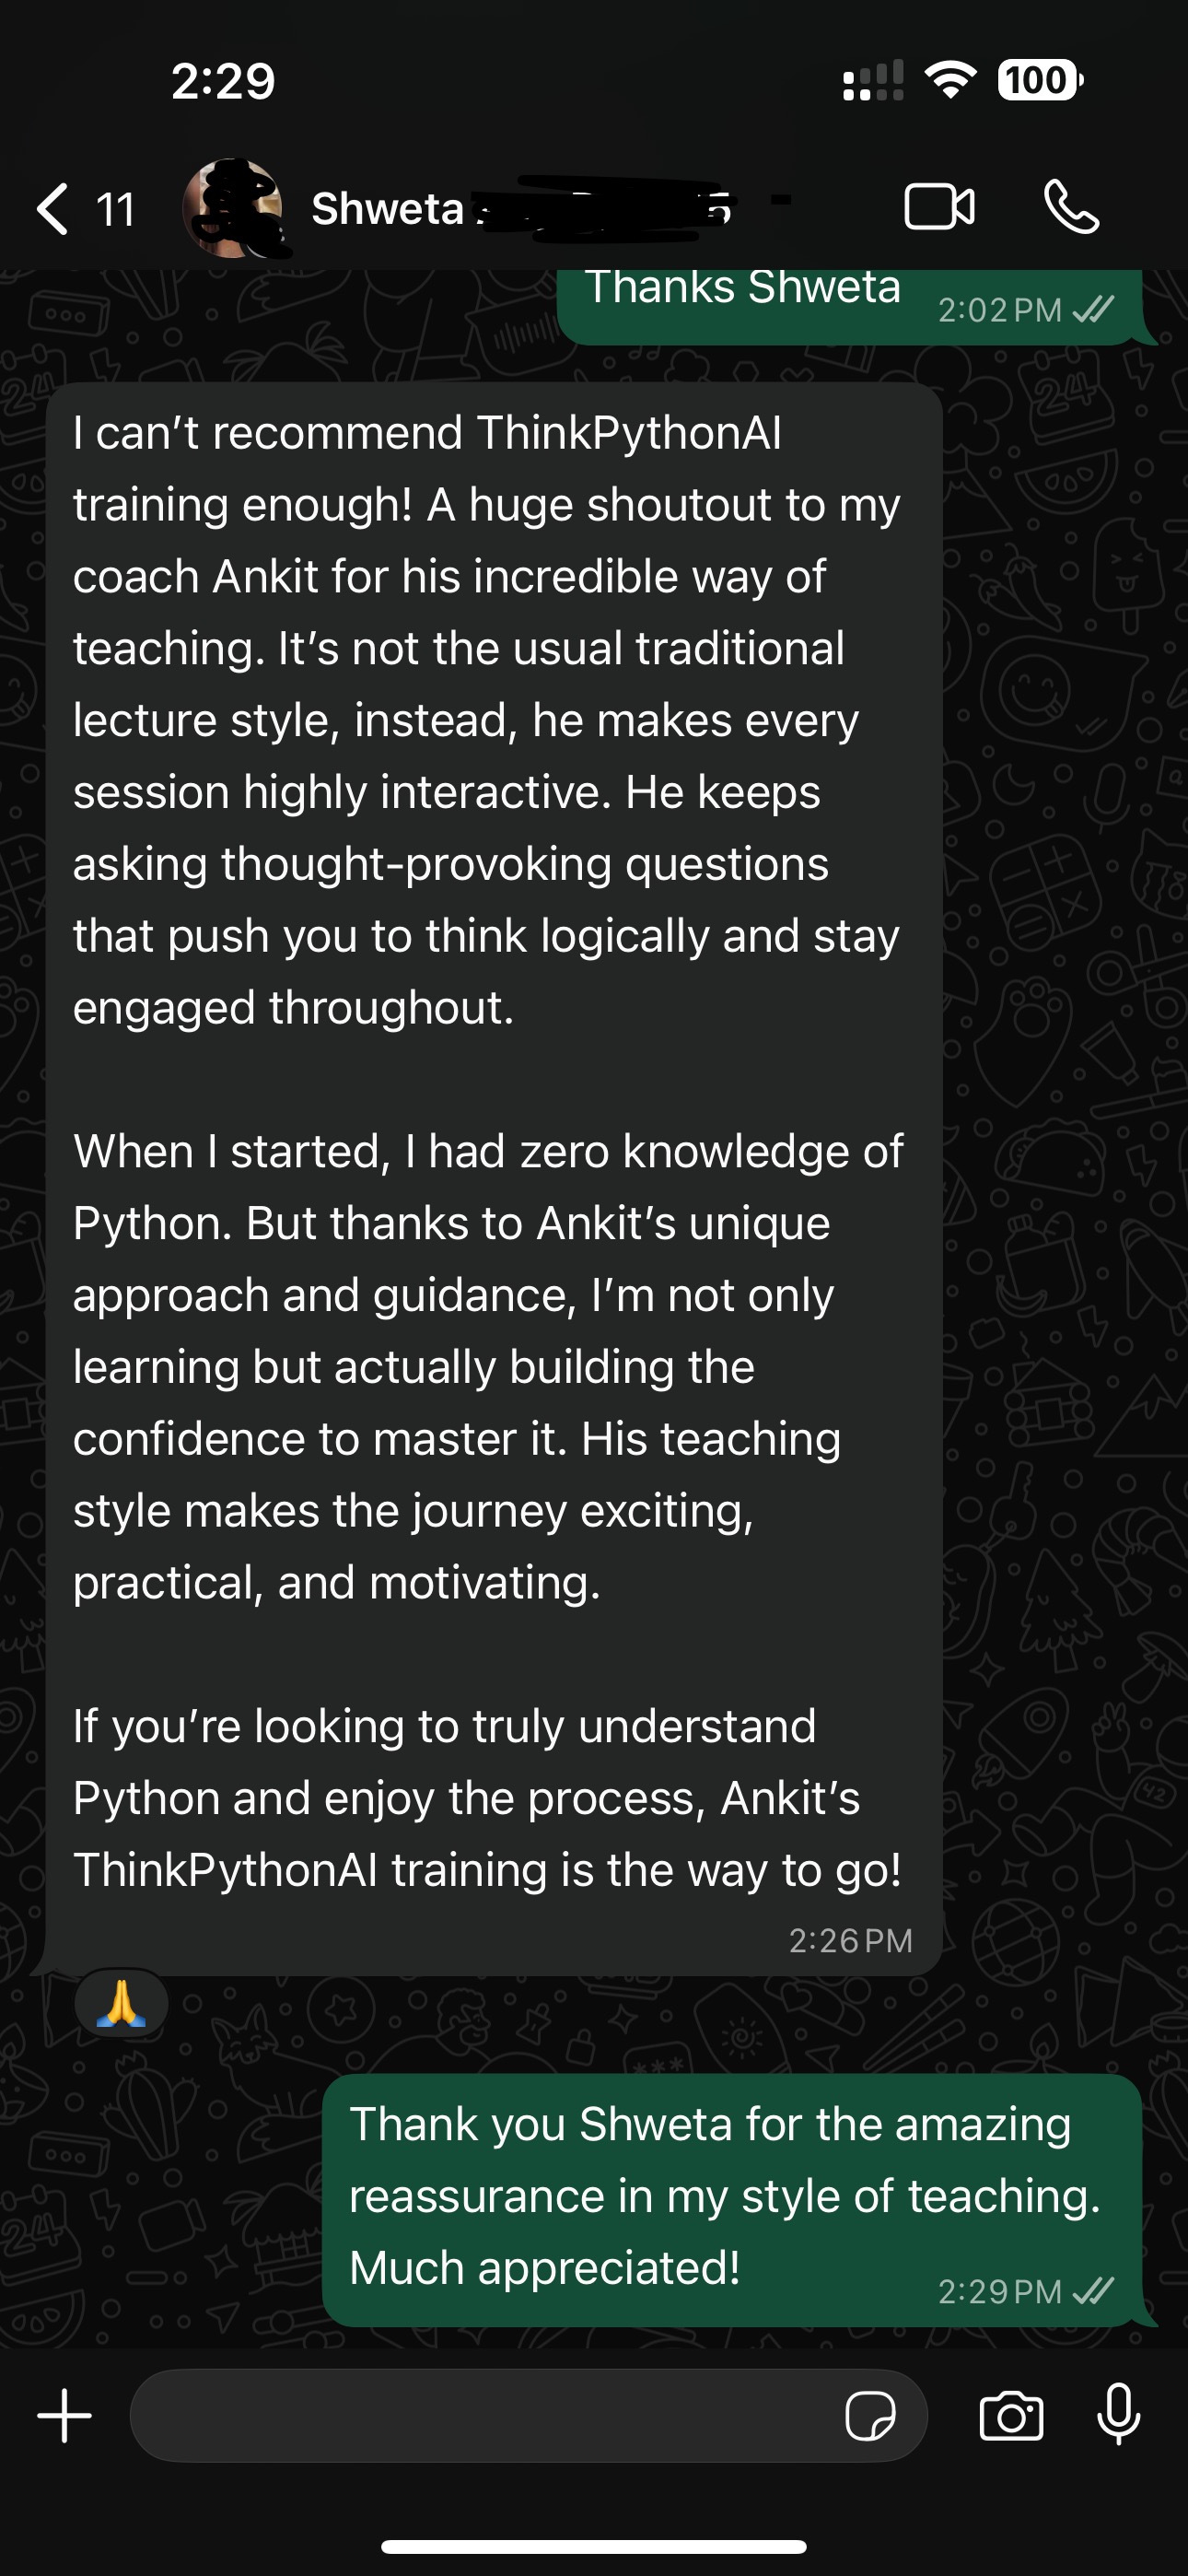 2:29
100
11
Shweta
Thanks Shweta
2:02 PM
I can’t recommend ThinkPythonAI
training enough! A huge shoutout to my
coach Ankit for his incredible way of
teaching. It’s not the usual traditional
lecture style, instead, he makes every
session highly interactive. He keeps
asking thought-provoking questions
that push you to think logically and stay
engaged throughout.
When I started, I had zero knowledge of
Python. But thanks to Ankit’s unique
approach and guidance, I’m not only
learning but actually building the
confidence to master it. His teaching
style makes the journey exciting,
practical, and motivating.
If you’re looking to truly understand
Python and enjoy the process, Ankit’s
ThinkPythonAI training is the way to go!
2:26 PM
🙏
Thank you Shweta for the amazing
reassurance in my style of teaching.
Much appreciated!
2:29 PM